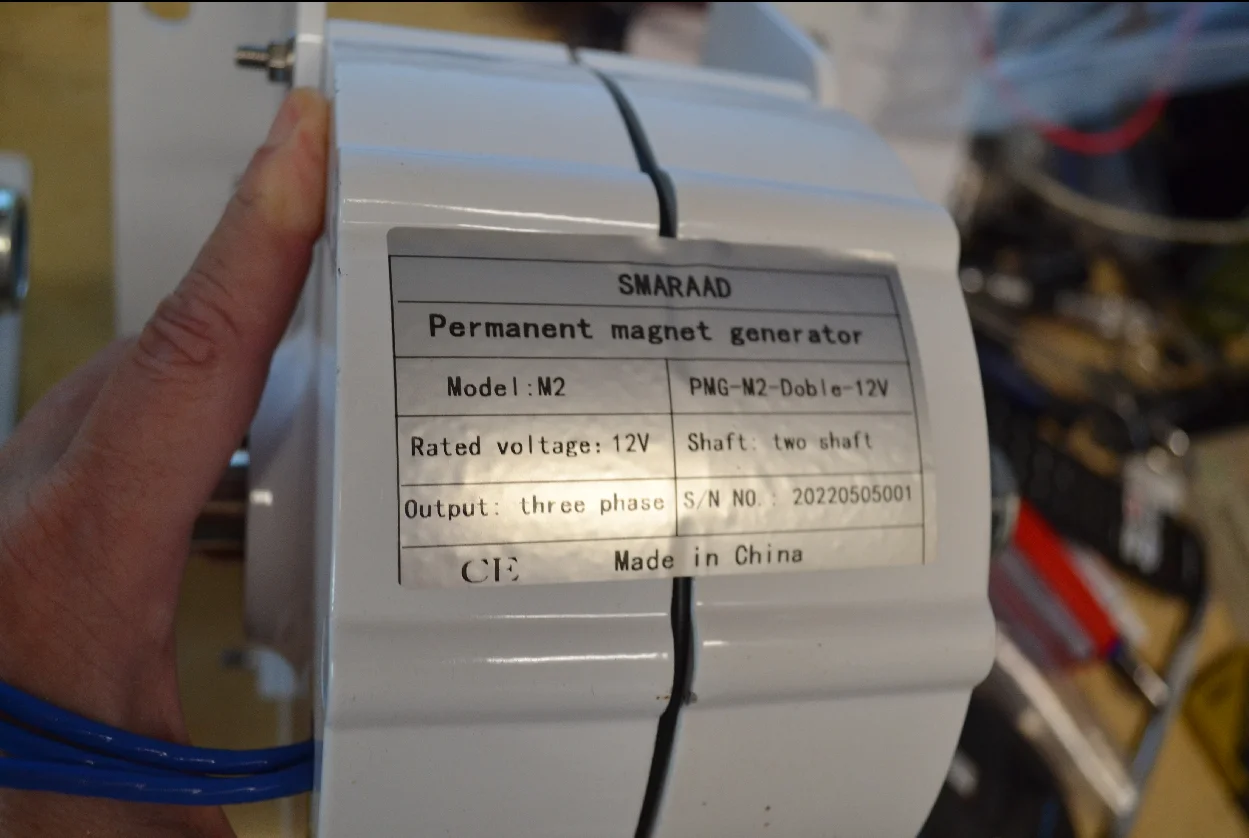 SMARAAD
Permanent magnet generator
Model:M2 PMG-M2-Doble-12V
Rated voltage: 12V Shaft: two shaft
Output: three phase S/N NO.: 20220505001
CE Made in China